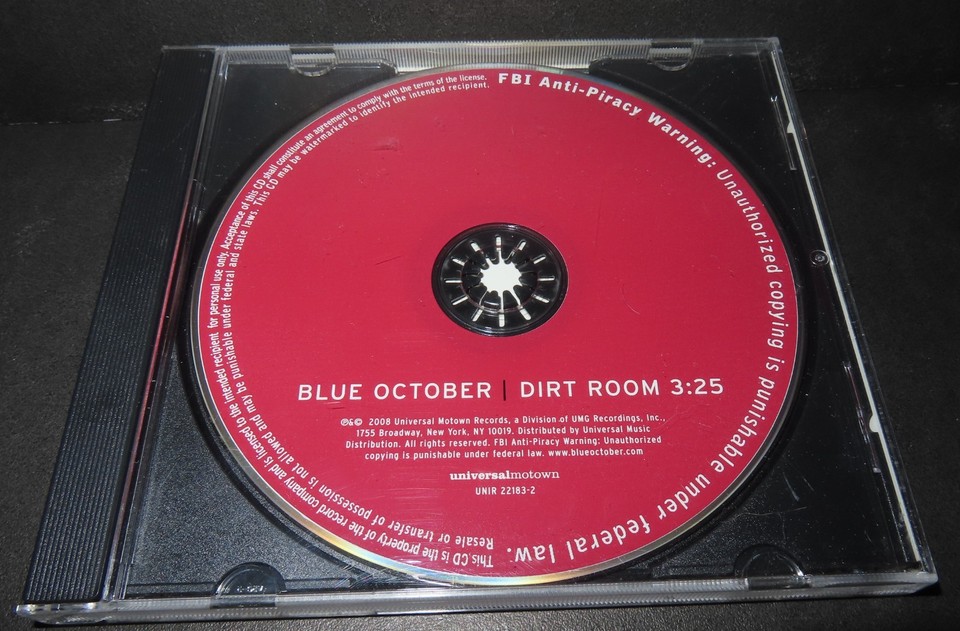 FBI Anti-Piracy Warning: Unauthorized copying is punishable under federal law.
This CD is the property of the record company and is licensed to the intended recipient for personal use only. Acceptance of this CD shall constitute an agreement to comply with the terms of the license.
Resale or transfer of possession is not allowed and may be punishable under federal and state laws. This CD may be watermarked to identify the intended recipient.
BLUE OCTOBER | DIRT ROOM 3:25
℗&© 2008 Universal Motown Records, a Division of UMG Recordings, Inc.,
1755 Broadway, New York, NY 10019. Distributed by Universal Music
Distribution. All rights reserved. FBI Anti-Piracy Warning: Unauthorized
copying is punishable under federal law. www.blueoctober.com
universalmotown
UNIR 22183-2